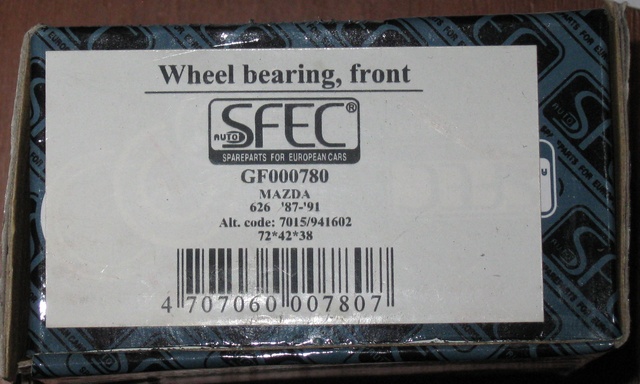 Wheel bearing, front
AUTO SFEC®
SPAREPARTS FOR EUROPEAN CARS
GF000780
MAZDA
626 '87-'91
Alt. code: 7015/941602
72*42*38
4 707060 007807